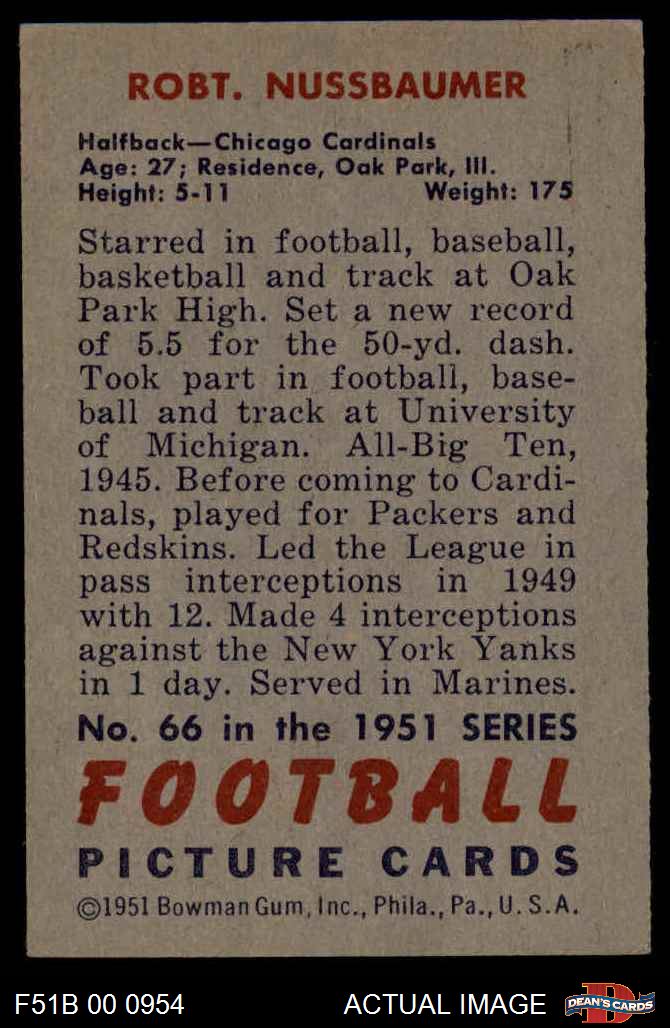 ROBT. NUSSBAUMER
Halfback—Chicago Cardinals
Age: 27; Residence, Oak Park, Ill.
Height: 5-11 Weight: 175
Starred in football, baseball,
basketball and track at Oak
Park High. Set a new record
of 5.5 for the 50-yd. dash.
Took part in football, base-
ball and track at University
of Michigan. All-Big Ten,
1945. Before coming to Cardi-
nals, played for Packers and
Redskins. Led the League in
pass interceptions in 1949
with 12. Made 4 interceptions
against the New York Yanks
in 1 day. Served in Marines.
No. 66 in the 1951 SERIES
FOOTBALL
PICTURE CARDS
©1951 Bowman Gum, Inc., Phila., Pa., U. S. A.
F51B 00 0954 ACTUAL IMAGE DEAN'S CARDS